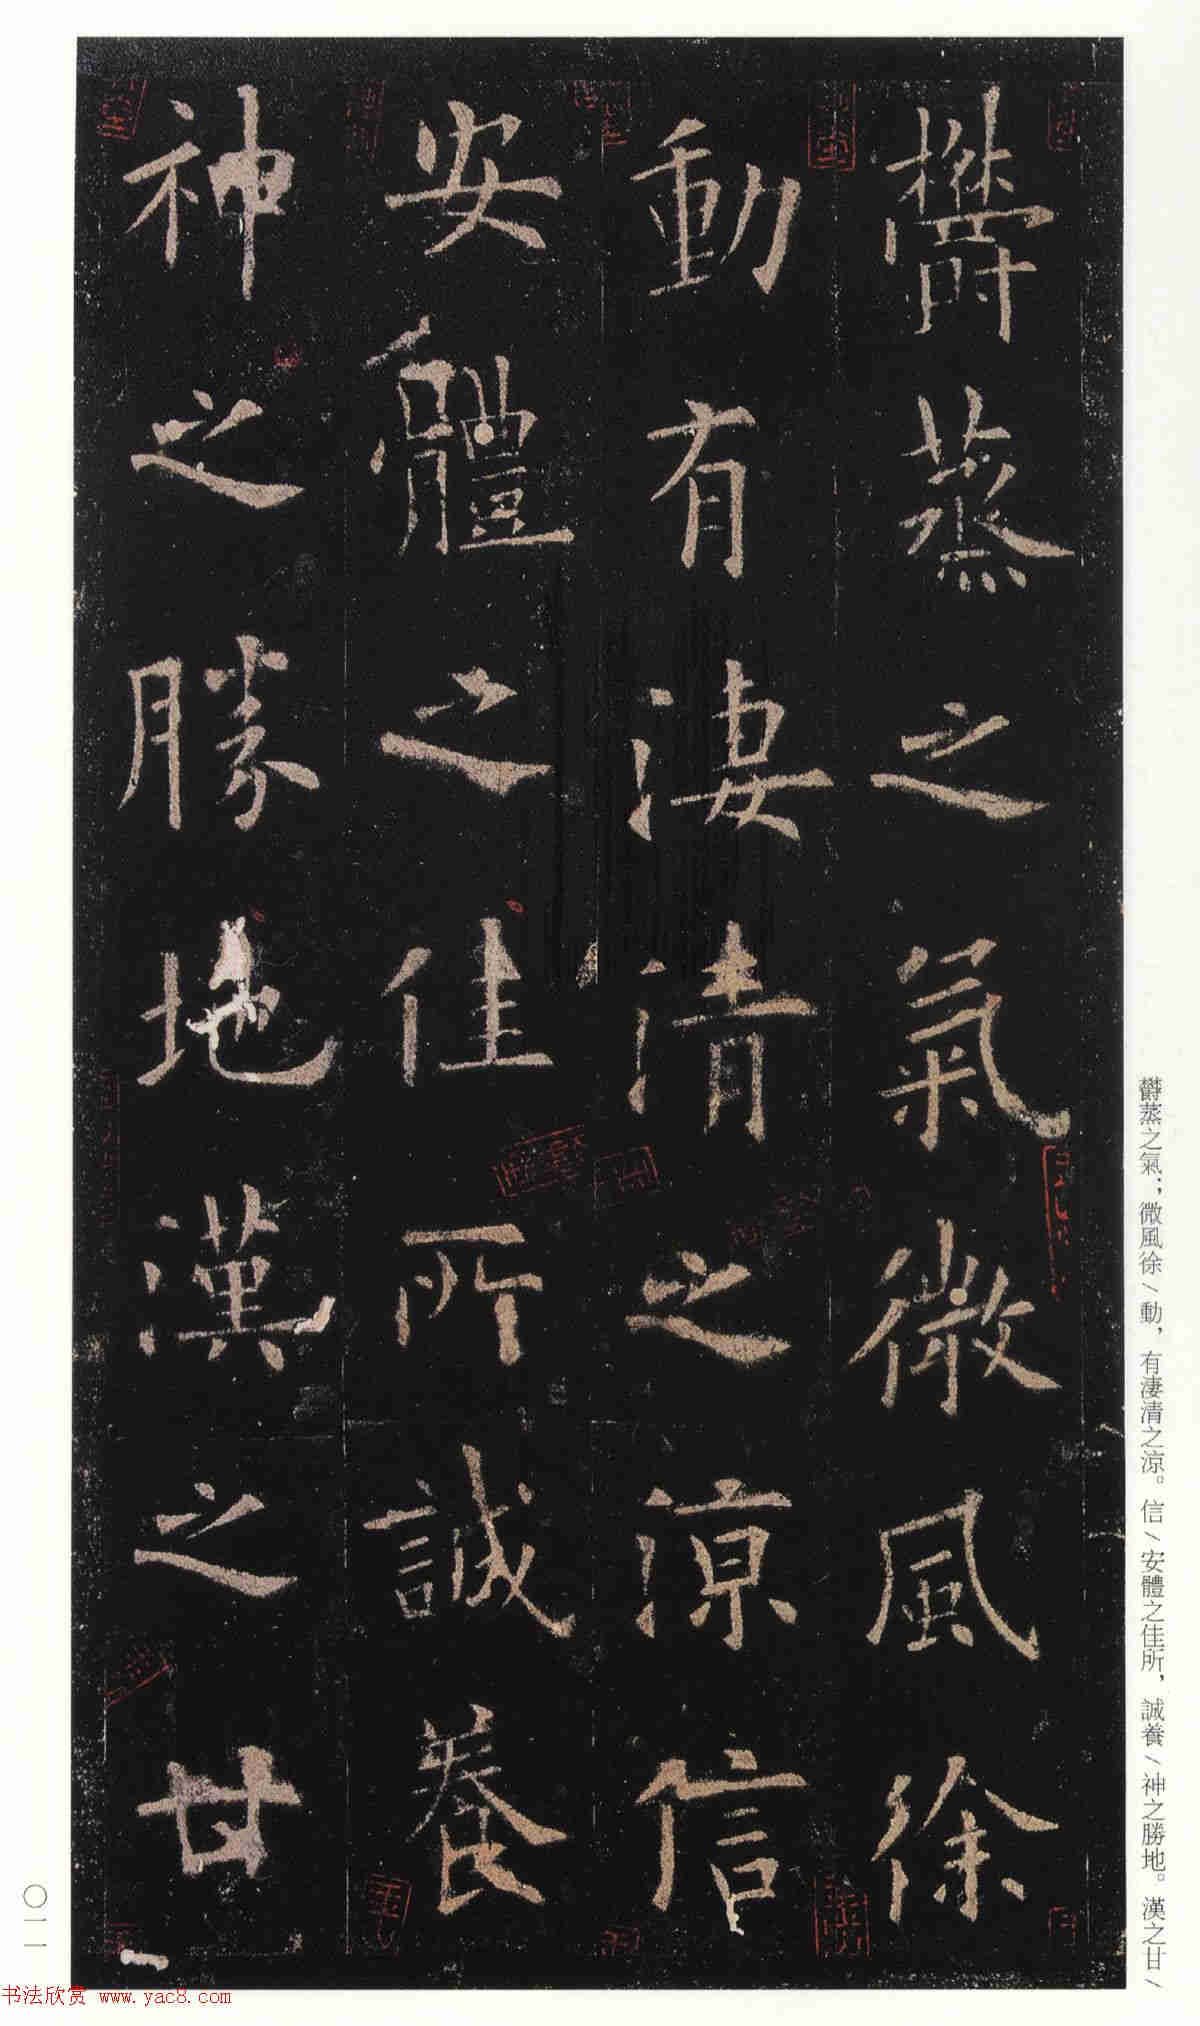 欝蒸之氣微風徐
動有淒清之涼信
安體之佳所誠養
神之勝地漢之甘
欝蒸之氣；微風徐／動，有淒清之涼。信／安體之佳所，誠養／神之勝地。漢之甘／
〇二一
书法欣赏 www.yac8.com